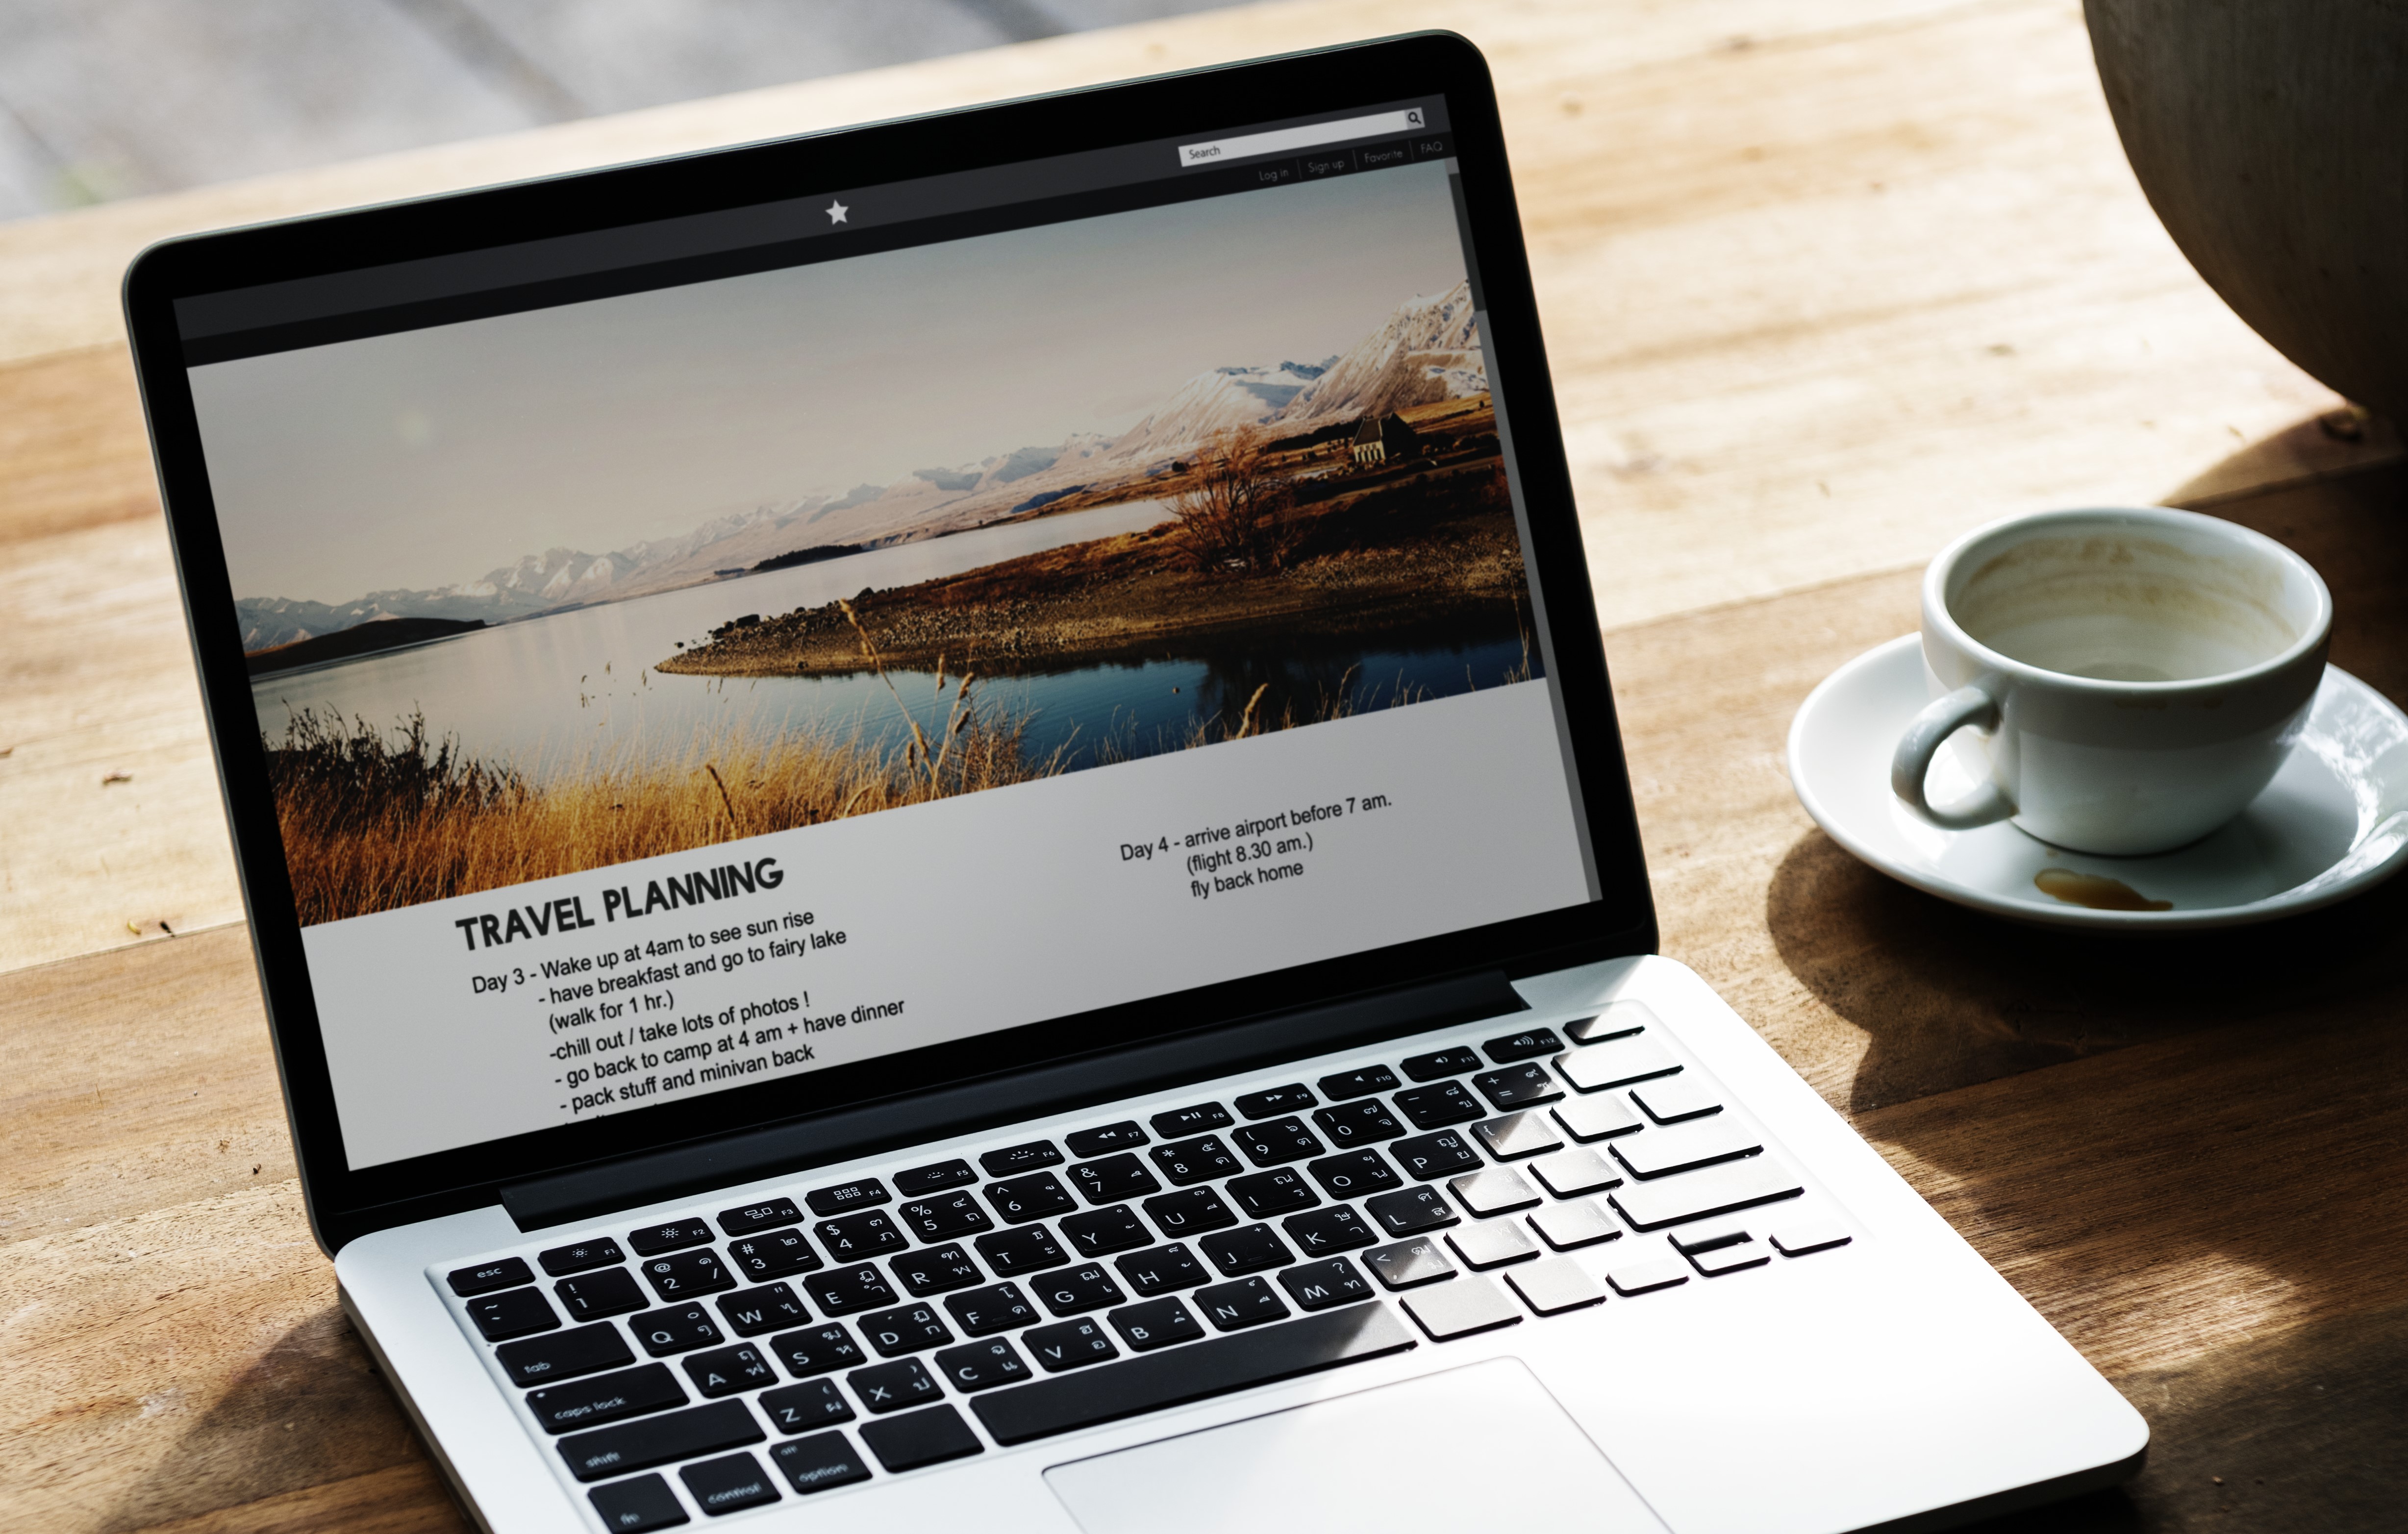 Search
Log in
Sign up
Favorite
FAQ
TRAVEL PLANNING
Day 3 - Wake up at 4am to see sun rise
- have breakfast and go to fairy lake
(walk for 1 hr.)
-chill out / take lots of photos !
- go back to camp at 4 am + have dinner
- pack stuff and minivan back
Day 4 - arrive airport before 7 am.
(flight 8.30 am.)
fly back home
esc F1 F2 F3 F4 F5 F6 F7 F8 F9 F10 F11 F12
~ ! 1 @ 2 # 3 $ 4 % 5 ^ 6 & 7 * 8 ( 9 ) 0 - + =
tab Q W E R T Y U I O P {
caps lock A S D F G H J K L
shift Z X C V B N M <
fn control option